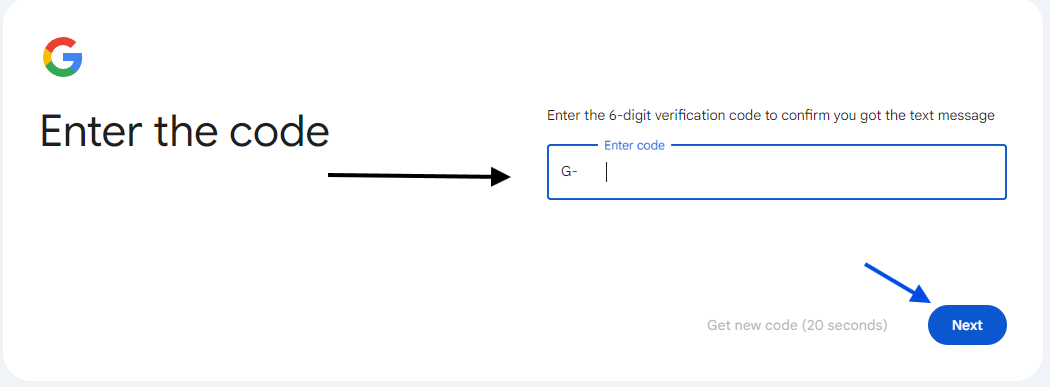 Enter the code
Enter the 6-digit verification code to confirm you got the text message
Enter code
G-
Get new code (20 seconds)
Next